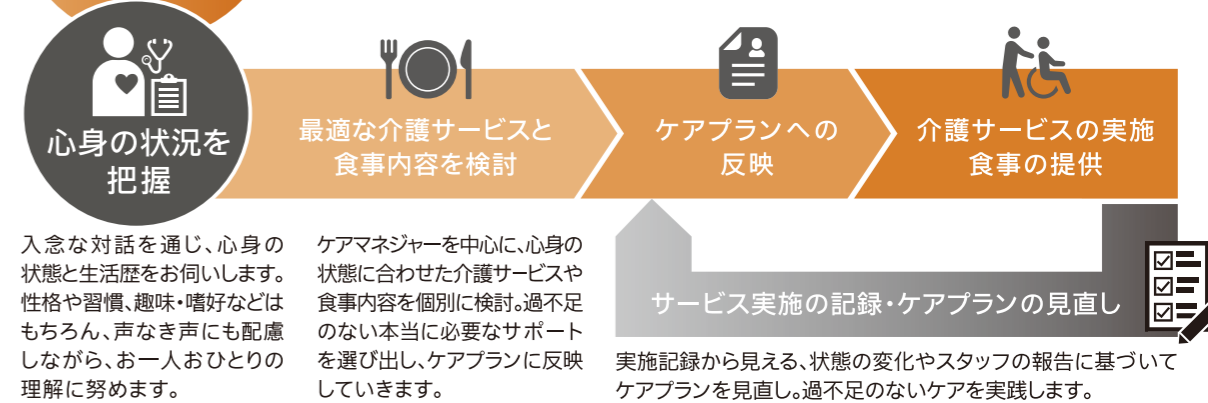 心身の状況を
把握
最適な介護サービスと
食事内容を検討
ケアプランへの
反映
介護サービスの実施
食事の提供
入念な対話を通じ、心身の
状態と生活歴をお伺いします。
性格や習慣、趣味・嗜好などは
もちろん、声なき声にも配慮
しながら、お一人おひとりの
理解に努めます。
ケアマネジャーを中心に、心身の
状態に合わせた介護サービスや
食事内容を個別に検討。過不足
のない本当に必要なサポート
を選び出し、ケアプランに反映
していきます。
サービス実施の記録・ケアプランの見直し
実施記録から見える、状態の変化やスタッフの報告に基づいて
ケアプランを見直し。過不足のないケアを実践します。